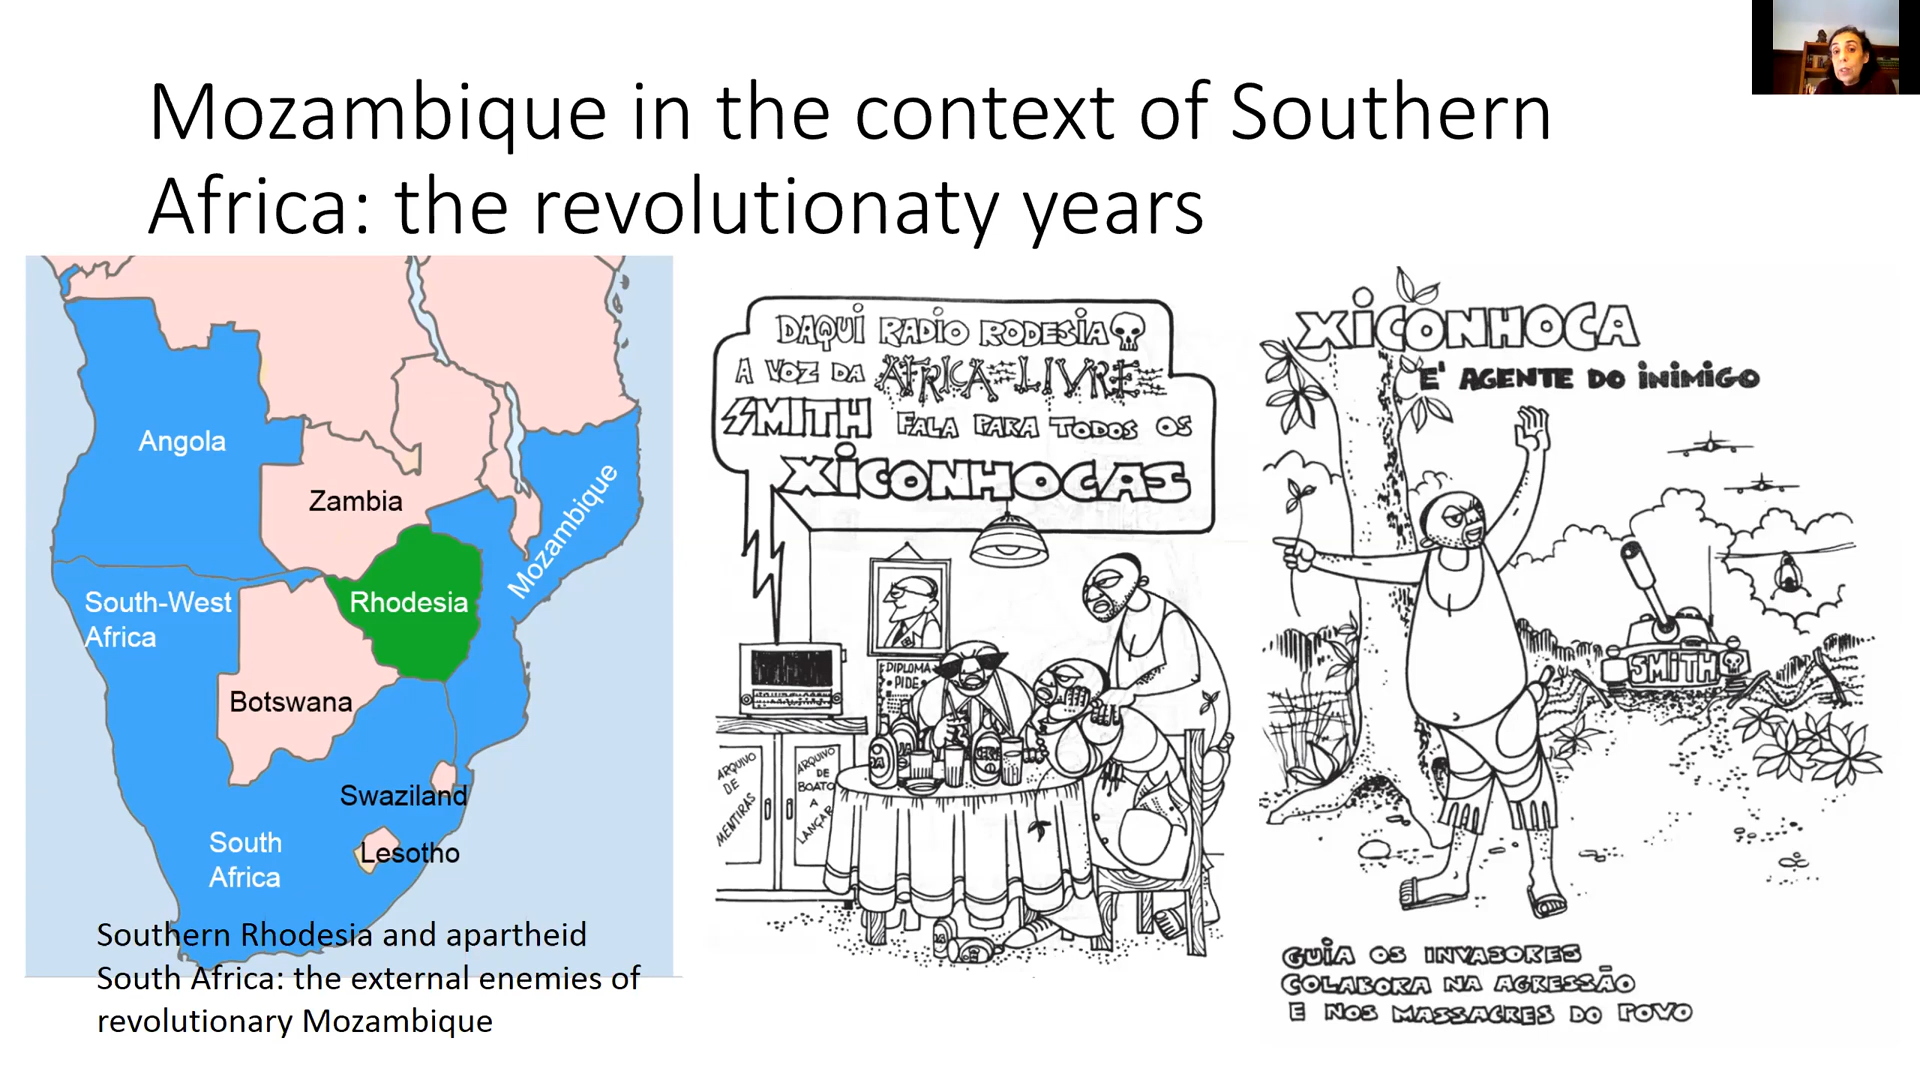 Mozambique in the context of Southern
Africa: the revolutionaty years
Angola
Zambia
Mozambique
Rhodesia
South-West
Africa
Botswana
Swaziland
South
Africa
Lesotho
Southern Rhodesia and apartheid
South Africa: the external enemies of
revolutionary Mozambique
DAQUI RADIO RODESIA
A VOZ DA AFRICA LIVRE
SMITH FALA PARA TODOS OS
XICONHOCAS
DIPLOMA
PIDE
ARQUIVO
DE
MENTIRAS
ARQUIVO
DE
BOATO
A
LANÇAR
XICONHOCA
E' AGENTE DO INIMIGO
SMITH
GUIA OS INVASORES
COLABORA NA AGRESSÃO
E NOS MASSACRES DO POVO